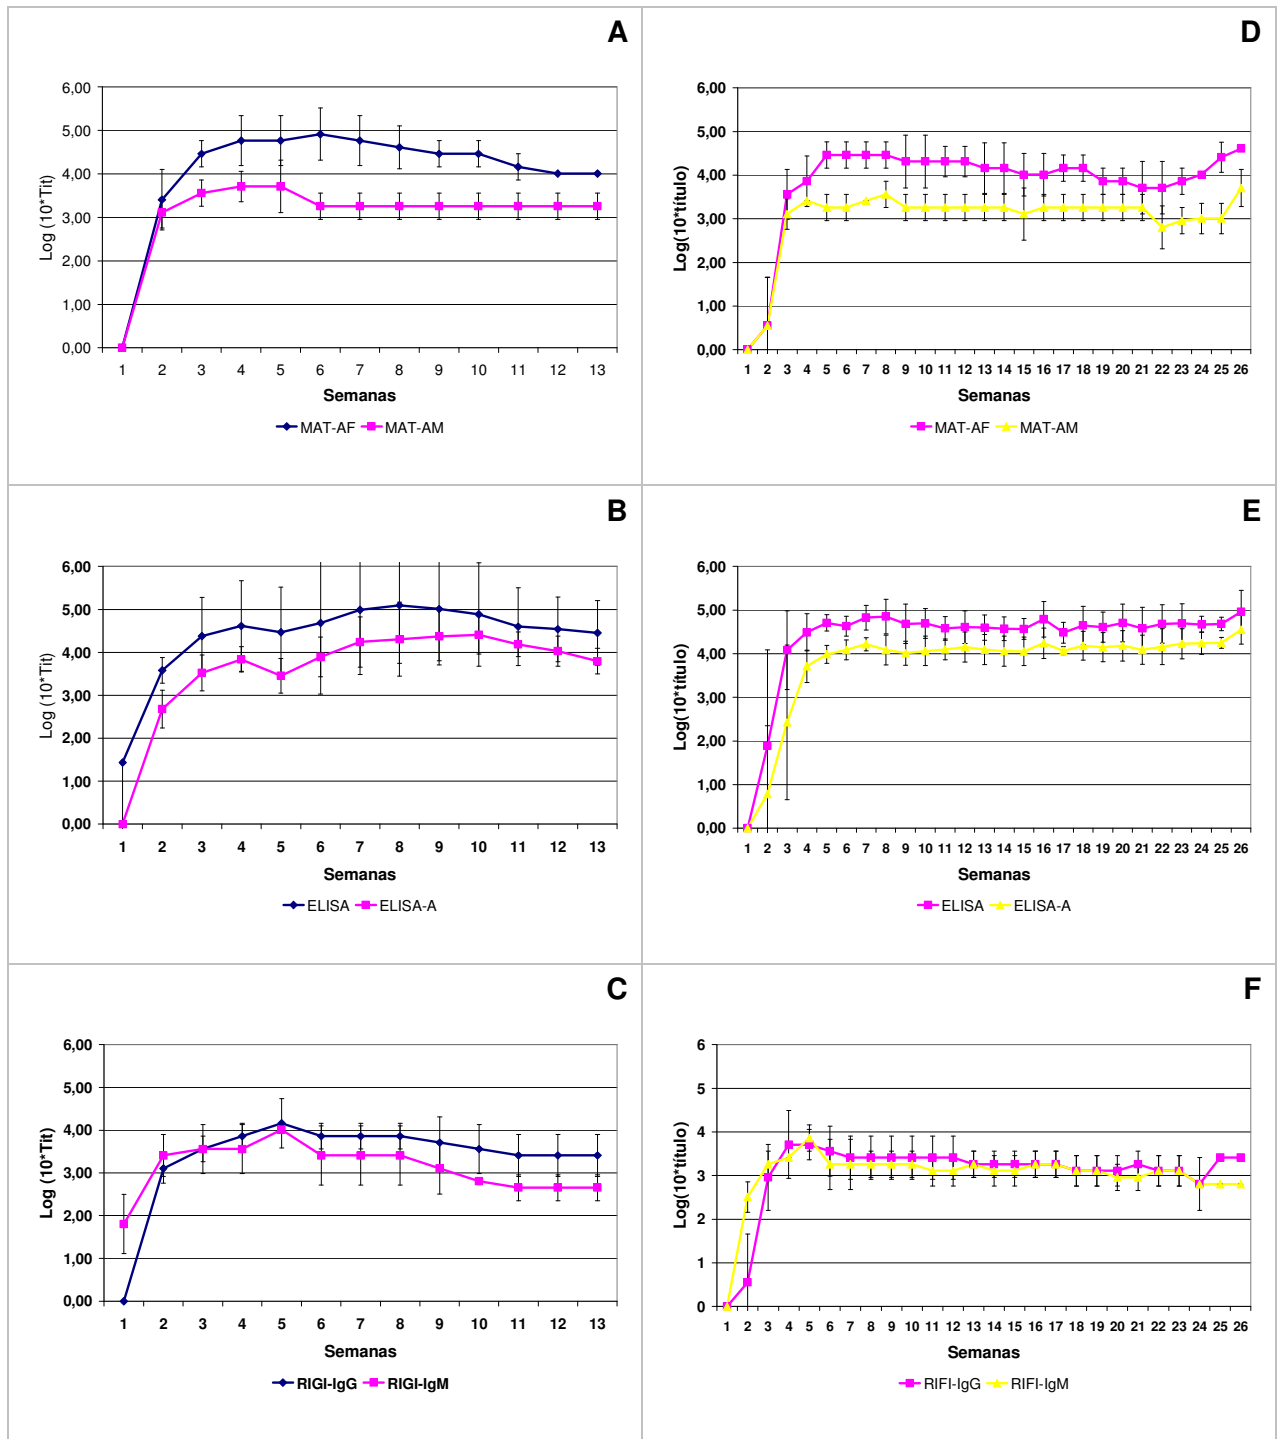 A
6,00
5,00
4,00
3,00
2,00
1,00
0,00
Log (10*Tit)
1 2 3 4 5 6 7 8 9 10 11 12 13
Semanas
MAT-AF MAT-AM
D
6,00
5,00
4,00
3,00
2,00
1,00
0,00
Log(10*título)
1 2 3 4 5 6 7 8 9 10 11 12 13 14 15 16 17 18 19 20 21 22 23 24 25 26
Semanas
MAT-AF MAT-AM
B
6,00
5,00
4,00
3,00
2,00
1,00
0,00
Log (10*Tit)
1 2 3 4 5 6 7 8 9 10 11 12 13
Semanas
ELISA ELISA-A
E
6,00
5,00
4,00
3,00
2,00
1,00
0,00
Log(10*título)
1 2 3 4 5 6 7 8 9 10 11 12 13 14 15 16 17 18 19 20 21 22 23 24 25 26
Semanas
ELISA ELISA-A
C
6,00
5,00
4,00
3,00
2,00
1,00
0,00
Log (10*Tit)
1 2 3 4 5 6 7 8 9 10 11 12 13
Semanas
RIGI-IgG RIGI-IgM
F
6
5
4
3
2
1
0
Log(10*título)
1 2 3 4 5 6 7 8 9 10 11 12 13 14 15 16 17 18 19 20 21 22 23 24 25 26
Semanas
RIFI-IgG RIFI-IgM